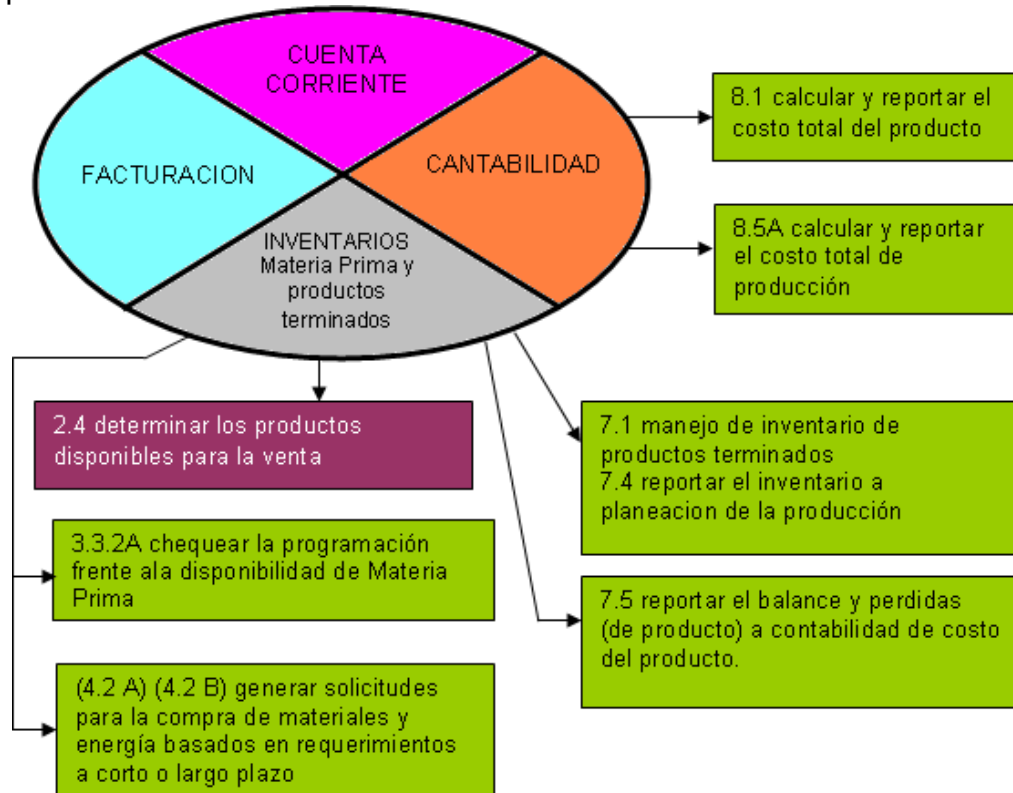 CUENTA
CORRIENTE
FACTURACION
CANTABILIDAD
INVENTARIOS
Materia Prima y
productos
terminados
8.1 calcular y reportar el
costo total del producto
8.5A calcular y reportar
el costo total de
producción
2.4 determinar los productos
disponibles para la venta
7.1 manejo de inventario de
productos terminados
7.4 reportar el inventario a
planeacion de la producción
3.3.2A chequear la programación
frente ala disponibilidad de Materia
Prima
7.5 reportar el balance y perdidas
(de producto) a contabilidad de costo
del producto.
(4.2 A) (4.2 B) generar solicitudes
para la compra de materiales y
energía basados en requerimientos
a corto o largo plazo